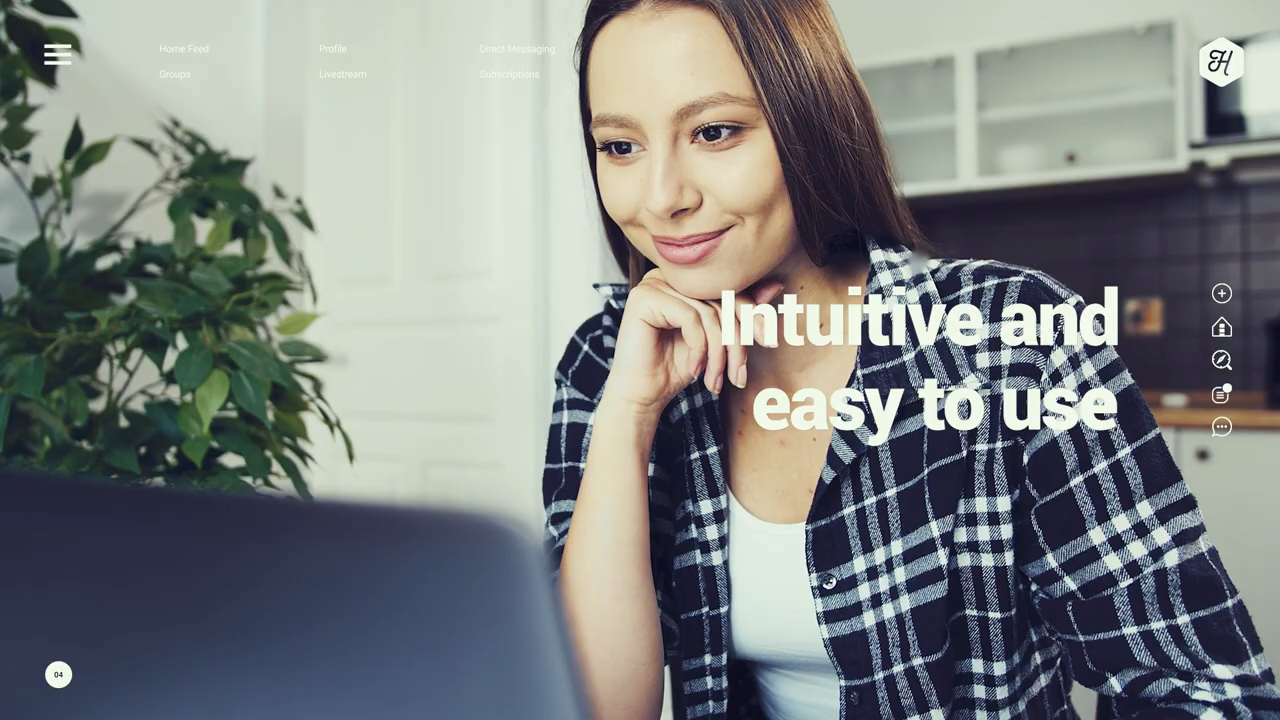 Home Feed
Profile
Direct Messaging
Groups
Livestream
Subscriptions
H
Intuitive and
easy to use
04